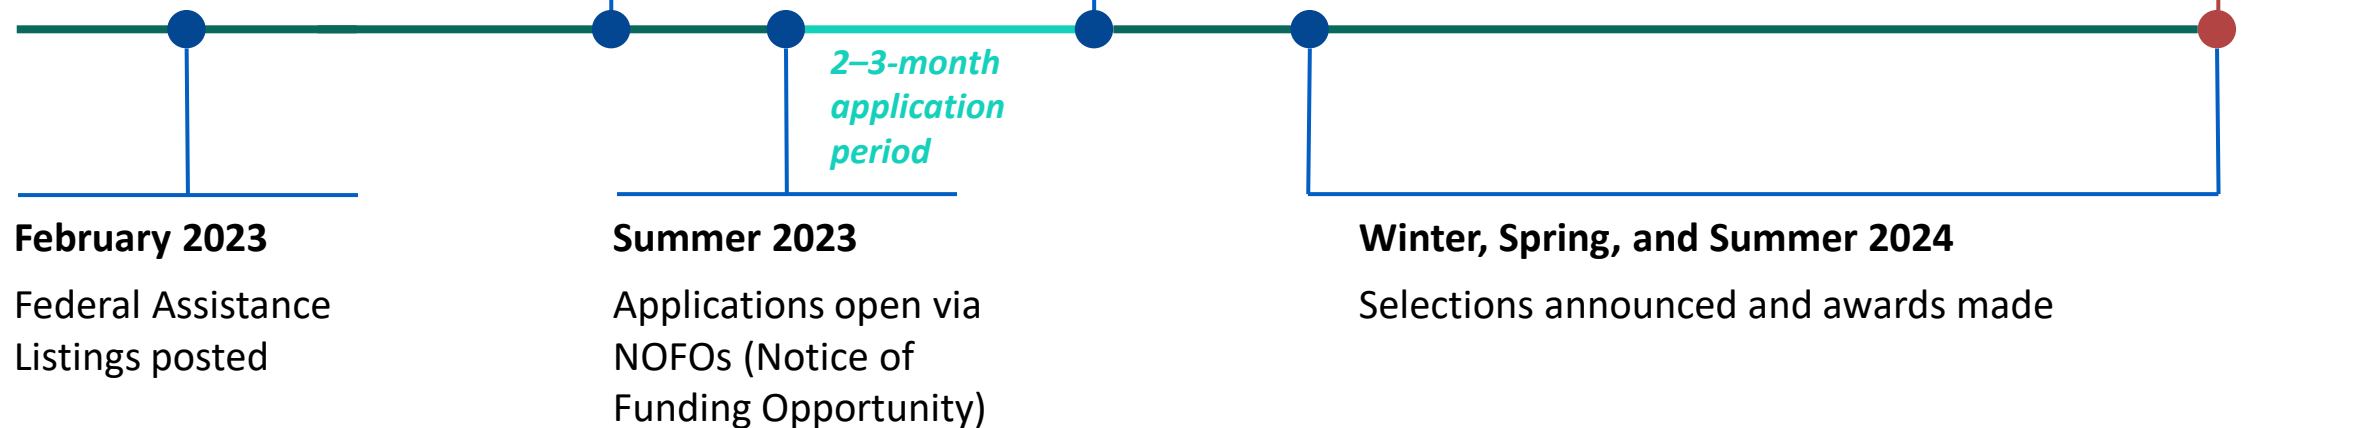 2–3-month
application
period
February 2023
Federal Assistance
Listings posted
Summer 2023
Applications open via
NOFOs (Notice of
Funding Opportunity)
Winter, Spring, and Summer 2024
Selections announced and awards made